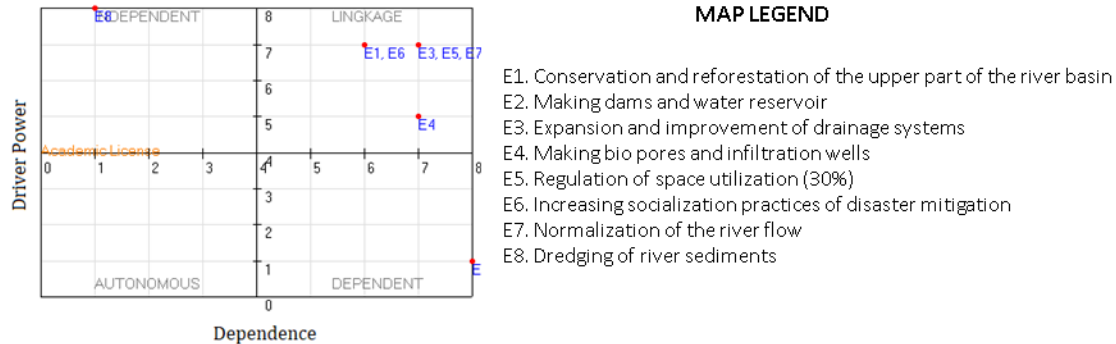 MAP LEGEND
E8 DEPENDENT
8
LINGKAGE
7
E1, E6
E3, E5, E7
6
5
E4
Driver Power
Academic License
0 1 2 3 4 5 6 7 8
4
3
2
1
E
AUTONOMOUS
DEPENDENT
0
Dependence
E1. Conservation and reforestation of the upper part of the river basin
E2. Making dams and water reservoir
E3. Expansion and improvement of drainage systems
E4. Making bio pores and infiltration wells
E5. Regulation of space utilization (30%)
E6. Increasing socialization practices of disaster mitigation
E7. Normalization of the river flow
E8. Dredging of river sediments